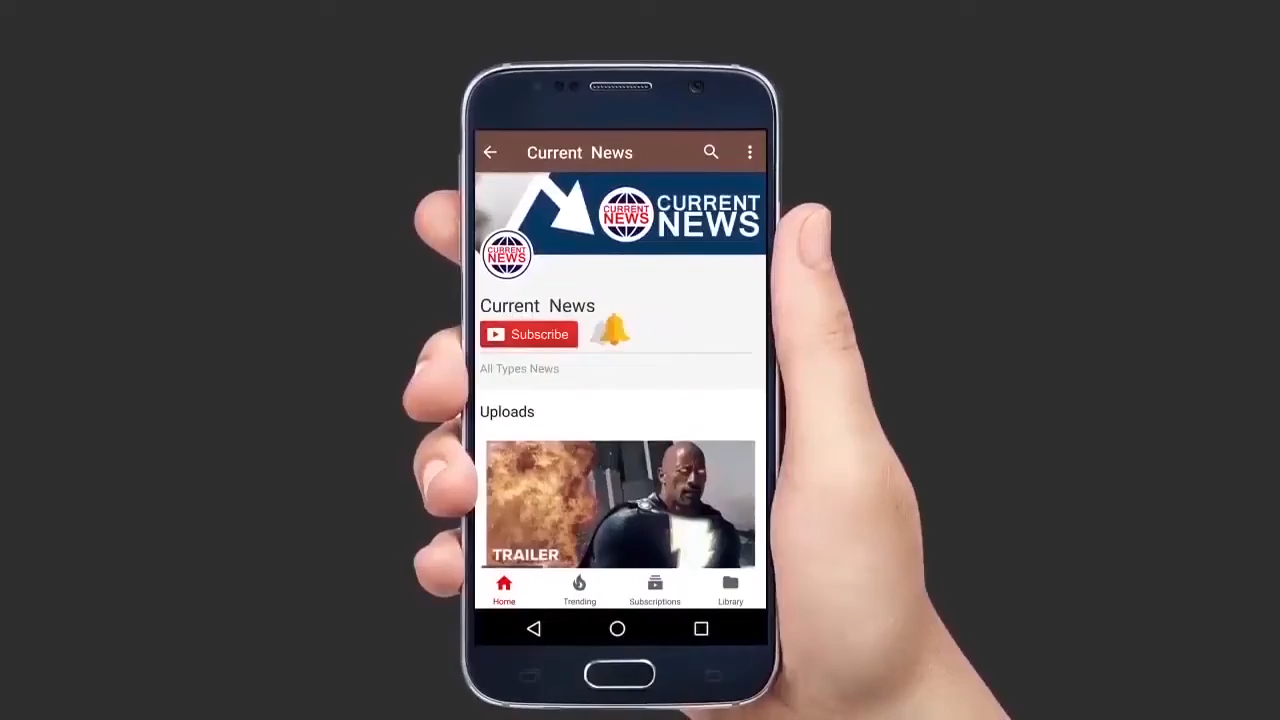 Current News
CURRENT
NEWS
CURRENT
NEWS
CURRENT
NEWS
Current News
Subscribe
All Types News
Uploads
TRAILER
Home
Trending
Subscriptions
Library